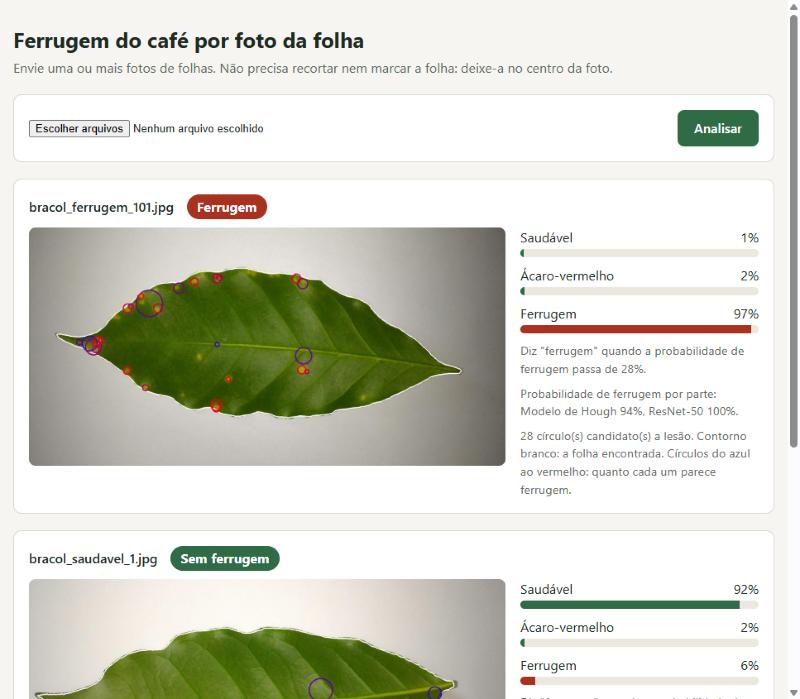 Ferrugem do café por foto da folha
Envie uma ou mais fotos de folhas. Não precisa recortar nem marcar a folha: deixe-a no centro da foto.
Escolher arquivos Nenhum arquivo escolhido
Analisar
bracol_ferrugem_101.jpg
Ferrugem
Saudável 1%
Ácaro-vermelho 2%
Ferrugem 97%
Diz "ferrugem" quando a probabilidade de
ferrugem passa de 28%.
Probabilidade de ferrugem por parte:
Modelo de Hough 94%, ResNet-50 100%.
28 círculo(s) candidato(s) a lesão. Contorno
branco: a folha encontrada. Círculos do azul
ao vermelho: quanto cada um parece
ferrugem.
bracol_saudavel_1.jpg
Sem ferrugem
Saudável 92%
Ácaro-vermelho 2%
Ferrugem 6%